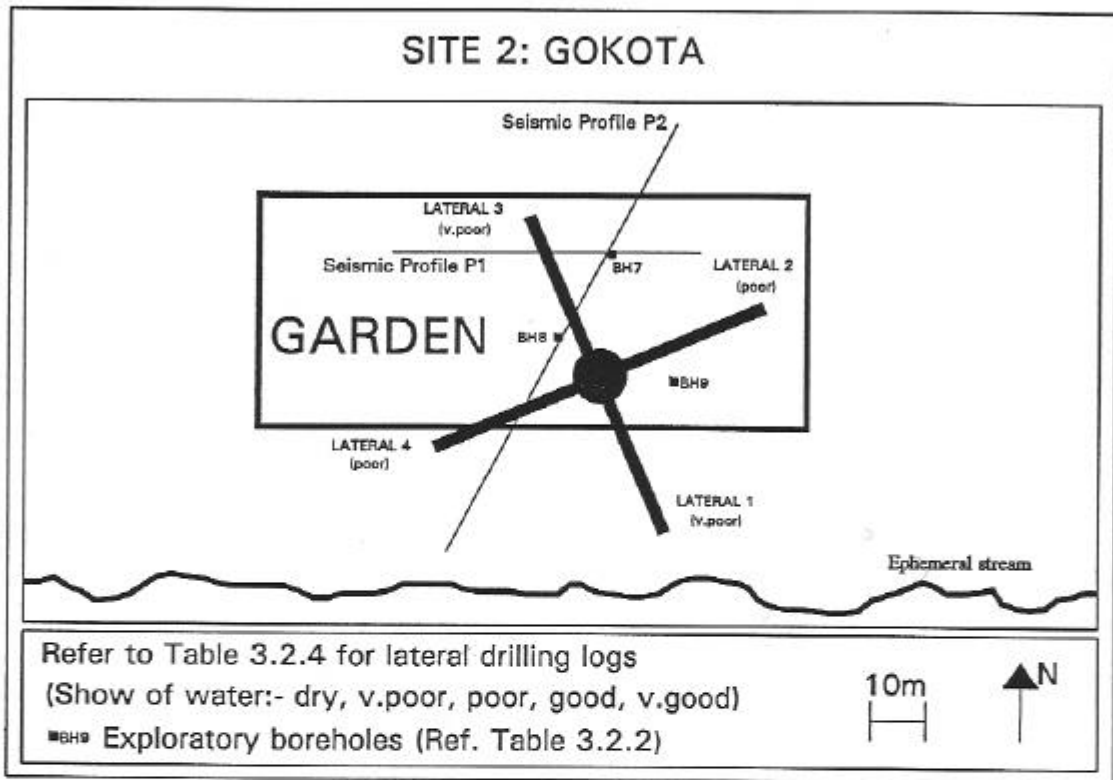 SITE 2: GOKOTA
Seismic Profile P2
LATERAL 3
(v.poor)
Seismic Profile P1
BH7
LATERAL 2
(poor)
GARDEN
BH8
BH9
LATERAL 4
(poor)
LATERAL 1
(v.poor)
Ephemeral stream
Refer to Table 3.2.4 for lateral drilling logs
(Show of water:- dry, v.poor, poor, good, v.good)
BH9 Exploratory boreholes (Ref. Table 3.2.2)
10m
N